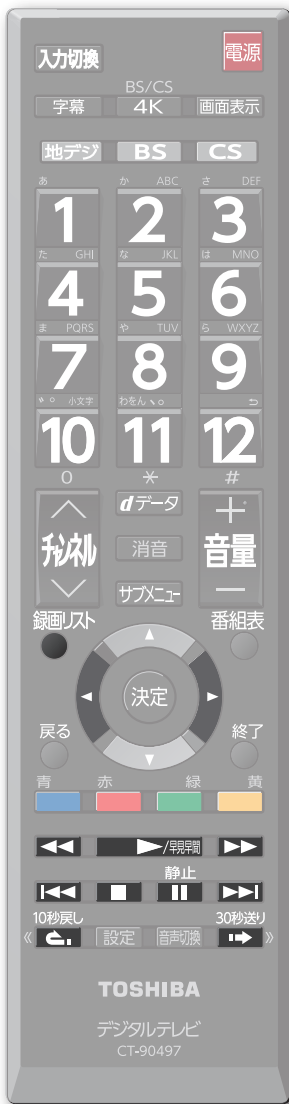 入力切換 電源
BS/CS
字幕 4K 画面表示
地デジ BS CS
あ か ABC さ DEF
1 2 3
た GHI な JKL は MNO
4 5 6
ま PQRS や TUV ら WXYZ
7 8 9
゛゜ 小文字 わをん、。
10 11 12
0 ＊ #
チャンネル dデータ + 音量 −
消音
サブメニュー
録画リスト 番組表
決定
戻る 終了
青 赤 緑 黄
/早見早聞
静止
10秒戻し 30秒送り
« 設定 音声切換 »
TOSHIBA
デジタルテレビ
CT-90497